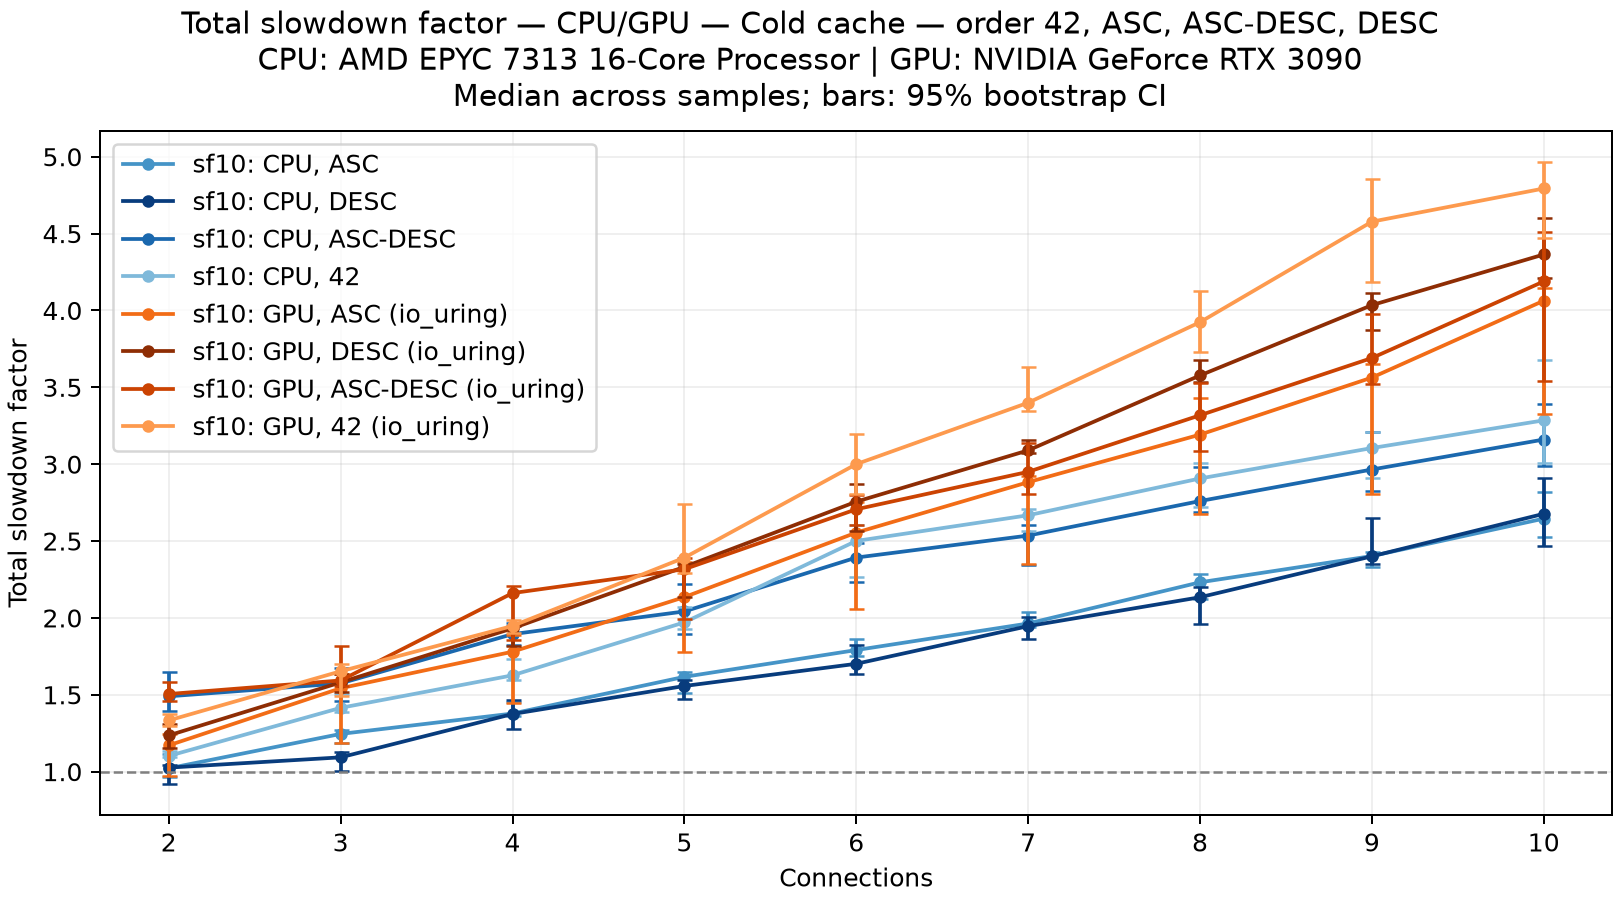 Total slowdown factor — CPU/GPU — Cold cache — order 42, ASC, ASC-DESC, DESC
CPU: AMD EPYC 7313 16-Core Processor | GPU: NVIDIA GeForce RTX 3090
Median across samples; bars: 95% bootstrap CI
sf10: CPU, ASC
sf10: CPU, DESC
sf10: CPU, ASC-DESC
sf10: CPU, 42
sf10: GPU, ASC (io_uring)
sf10: GPU, DESC (io_uring)
sf10: GPU, ASC-DESC (io_uring)
sf10: GPU, 42 (io_uring)
Total slowdown factor
5.0
4.5
4.0
3.5
3.0
2.5
2.0
1.5
1.0
2 3 4 5 6 7 8 9 10
Connections